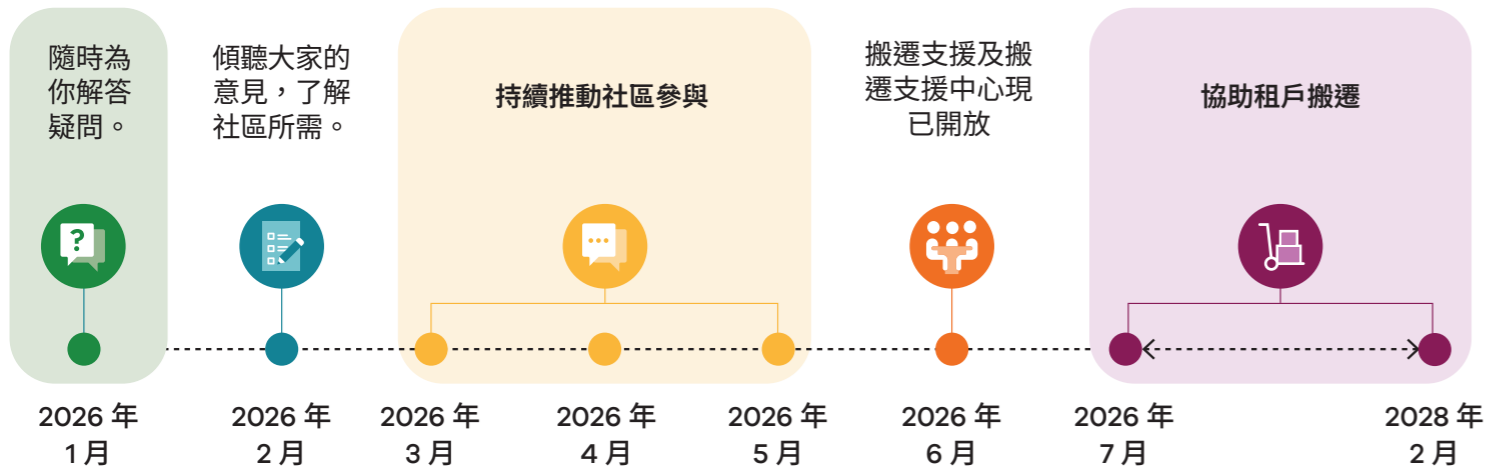 隨時為
你解答
疑問。
傾聽大家的
意見，了解
社區所需。
持續推動社區參與
搬遷支援及搬
遷支援中心現
已開放
協助租戶搬遷
?
2026 年
1 月
2026 年
2 月
2026 年
3 月
2026 年
4 月
2026 年
5 月
2026 年
6 月
2026 年
7 月
2028 年
2 月